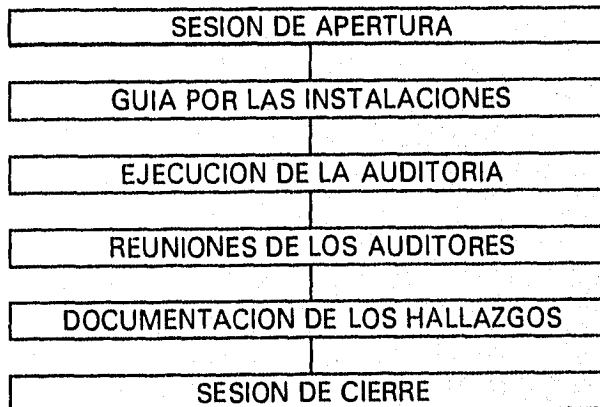 SESION DE APERTURA
GUIA POR LAS INSTALACIONES
EJECUCION DE LA AUDITORIA
REUNIONES DE LOS AUDITORES
DOCUMENTACION DE LOS HALLAZGOS
SESION DE CIERRE